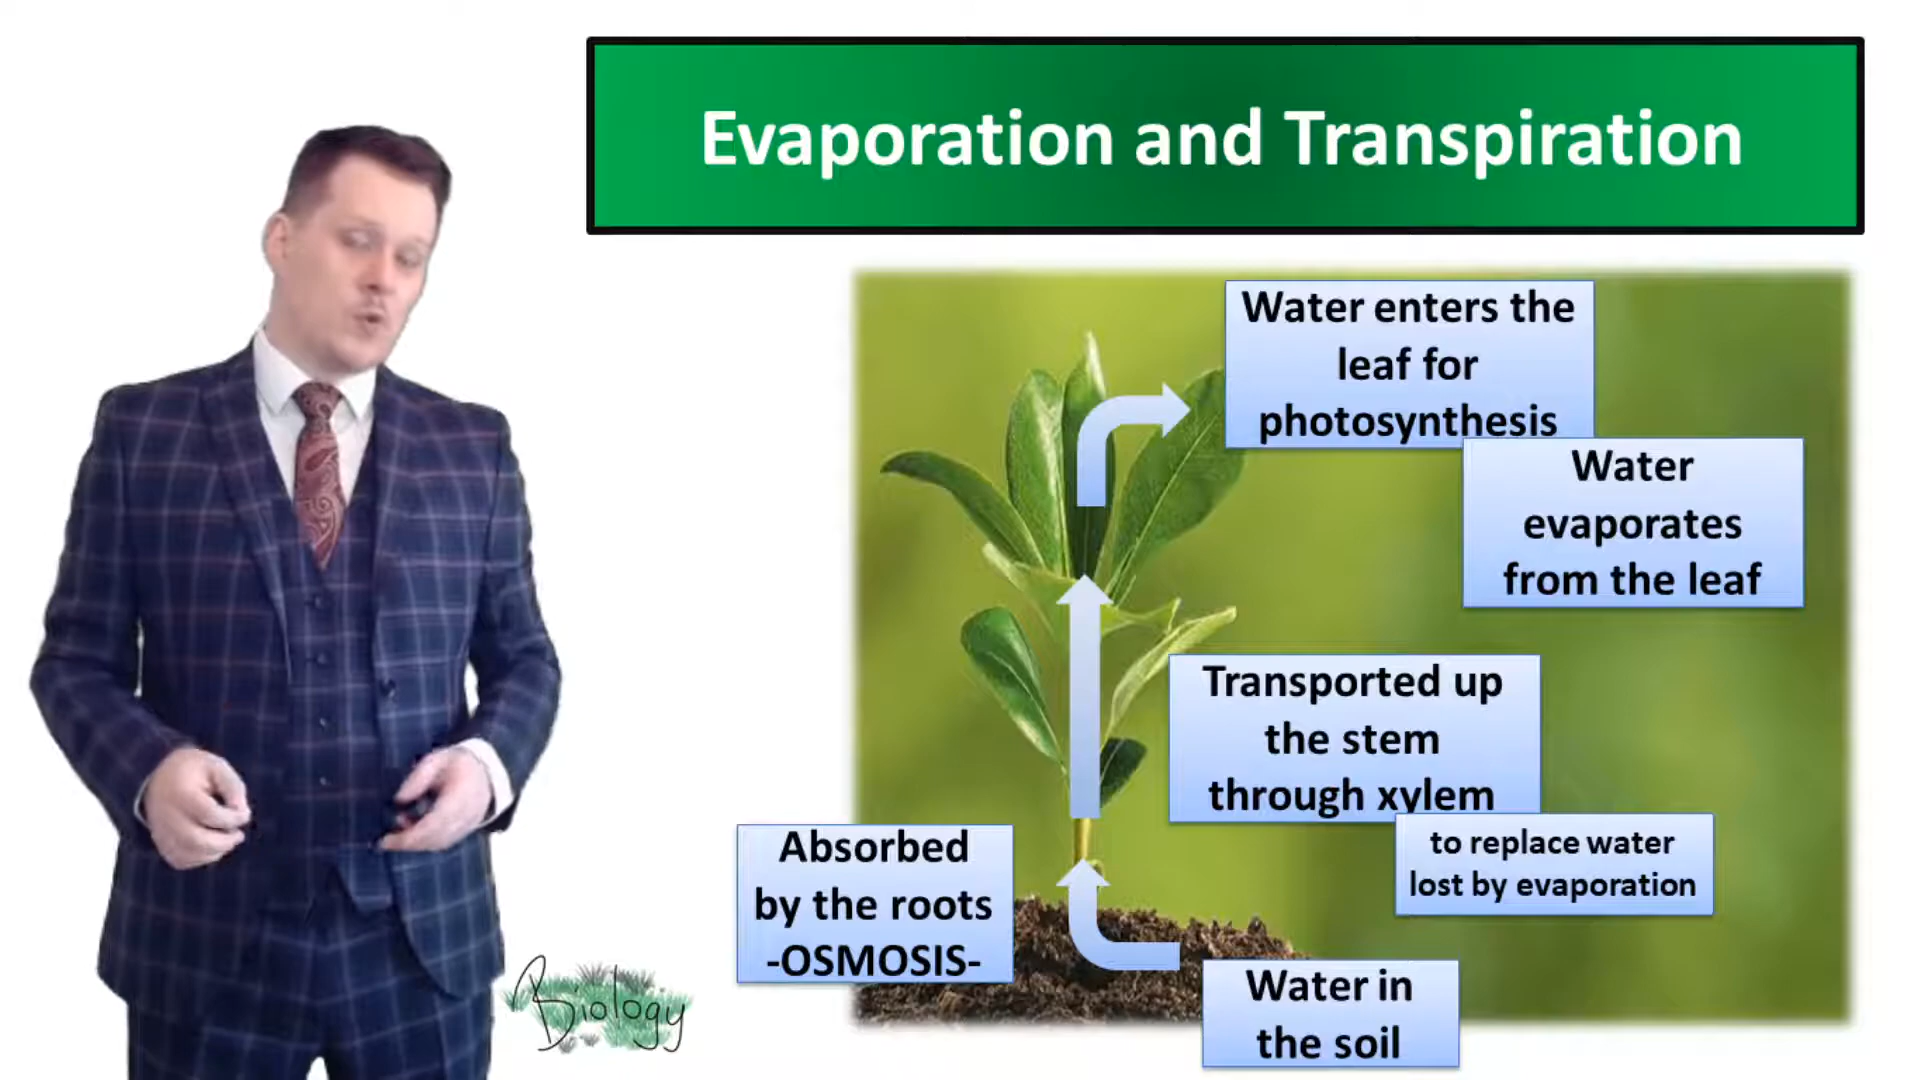 Evaporation and Transpiration
Water enters the
leaf for
photosynthesis
Water
evaporates
from the leaf
Transported up
the stem
through xylem
to replace water
lost by evaporation
Absorbed
by the roots
-OSMOSIS-
Water in
the soil
Biology